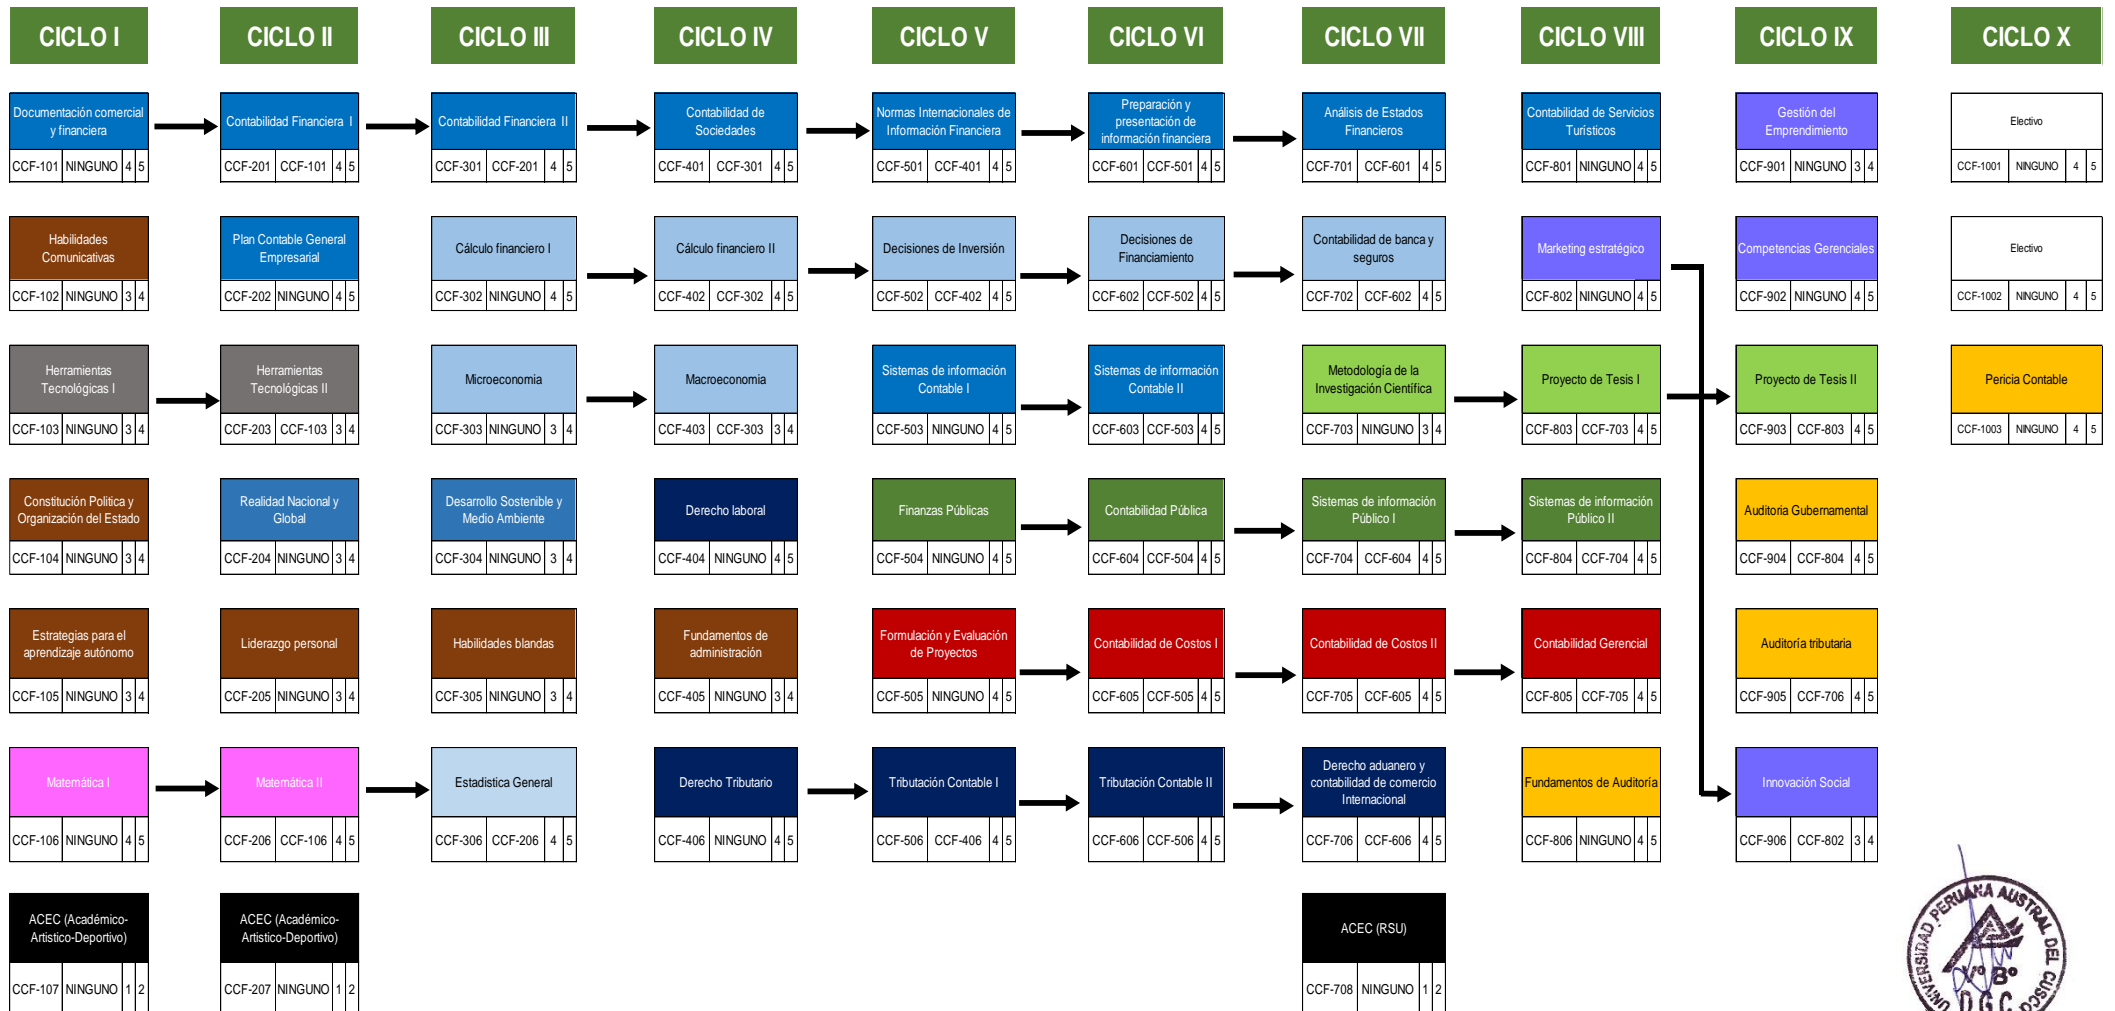 CICLO I
CICLO II
CICLO III
CICLO IV
CICLO V
CICLO VI
CICLO VII
CICLO VIII
CICLO IX
CICLO X
Documentación comercial
y financiera
CCF-101 NINGUNO 4 5
Contabilidad Financiera I
CCF-201 CCF-101 4 5
Contabilidad Financiera II
CCF-301 CCF-201 4 5
Contabilidad de
Sociedades
CCF-401 CCF-301 4 5
Normas Internacionales de
Información Financiera
CCF-501 CCF-401 4 5
Preparación y
presentación de
información financiera
CCF-601 CCF-501 4 5
Análisis de Estados
Financieros
CCF-701 CCF-601 4 5
Contabilidad de Servicios
Turísticos
CCF-801 NINGUNO 4 5
Gestión del
Emprendimiento
CCF-901 NINGUNO 3 4
Electivo
CCF-1001 NINGUNO 4 5
Habilidades
Comunicativas
CCF-102 NINGUNO 3 4
Plan Contable General
Empresarial
CCF-202 NINGUNO 4 5
Cálculo financiero I
CCF-302 NINGUNO 4 5
Cálculo financiero II
CCF-402 CCF-302 4 5
Decisiones de Inversión
CCF-502 CCF-402 4 5
Decisiones de
Financiamiento
CCF-602 CCF-502 4 5
Contabilidad de banca y
seguros
CCF-702 CCF-602 4 5
Marketing estratégico
CCF-802 NINGUNO 4 5
Competencias Gerenciales
CCF-902 NINGUNO 4 5
Electivo
CCF-1002 NINGUNO 4 5
Herramientas
Tecnológicas I
CCF-103 NINGUNO 3 4
Herramientas
Tecnológicas II
CCF-203 CCF-103 3 4
Microeconomia
CCF-303 NINGUNO 3 4
Macroeconomia
CCF-403 CCF-303 3 4
Sistemas de información
Contable I
CCF-503 NINGUNO 4 5
Sistemas de información
Contable II
CCF-603 CCF-503 4 5
Metodología de la
Investigación Científica
CCF-703 NINGUNO 3 4
Proyecto de Tesis I
CCF-803 CCF-703 4 5
Proyecto de Tesis II
CCF-903 CCF-803 4 5
Pericia Contable
CCF-1003 NINGUNO 4 5
Constitución Politica y
Organización del Estado
CCF-104 NINGUNO 3 4
Realidad Nacional y
Global
CCF-204 NINGUNO 3 4
Desarrollo Sostenible y
Medio Ambiente
CCF-304 NINGUNO 3 4
Derecho laboral
CCF-404 NINGUNO 4 5
Finanzas Públicas
CCF-504 NINGUNO 4 5
Contabilidad Pública
CCF-604 CCF-504 4 5
Sistemas de información
Público I
CCF-704 CCF-604 4 5
Sistemas de información
Público II
CCF-804 CCF-704 4 5
Auditoria Gubernamental
CCF-904 CCF-804 4 5
Estrategias para el
aprendizaje autónomo
CCF-105 NINGUNO 3 4
Liderazgo personal
CCF-205 NINGUNO 3 4
Habilidades blandas
CCF-305 NINGUNO 3 4
Fundamentos de
administración
CCF-405 NINGUNO 3 4
Formulación y Evaluación
de Proyectos
CCF-505 NINGUNO 4 5
Contabilidad de Costos I
CCF-605 CCF-505 4 5
Contabilidad de Costos II
CCF-705 CCF-605 4 5
Contabilidad Gerencial
CCF-805 CCF-705 4 5
Auditoría tributaria
CCF-905 CCF-706 4 5
Matemática I
CCF-106 NINGUNO 4 5
Matemática II
CCF-206 CCF-106 4 5
Estadistica General
CCF-306 CCF-206 4 5
Derecho Tributario
CCF-406 NINGUNO 4 5
Tributación Contable I
CCF-506 CCF-406 4 5
Tributación Contable II
CCF-606 CCF-506 4 5
Derecho aduanero y
contabilidad de comercio
Internacional
CCF-706 CCF-606 4 5
Fundamentos de Auditoría
CCF-806 NINGUNO 4 5
Innovación Social
CCF-906 CCF-802 3 4
ACEC (Académico-
Artistico-Deportivo)
CCF-107 NINGUNO 1 2
ACEC (Académico-
Artistico-Deportivo)
CCF-207 NINGUNO 1 2
ACEC (RSU)
CCF-708 NINGUNO 1 2
UNIVERSIDAD PERUANA AUSTRAL DEL CUSCO
VºBº
DGC